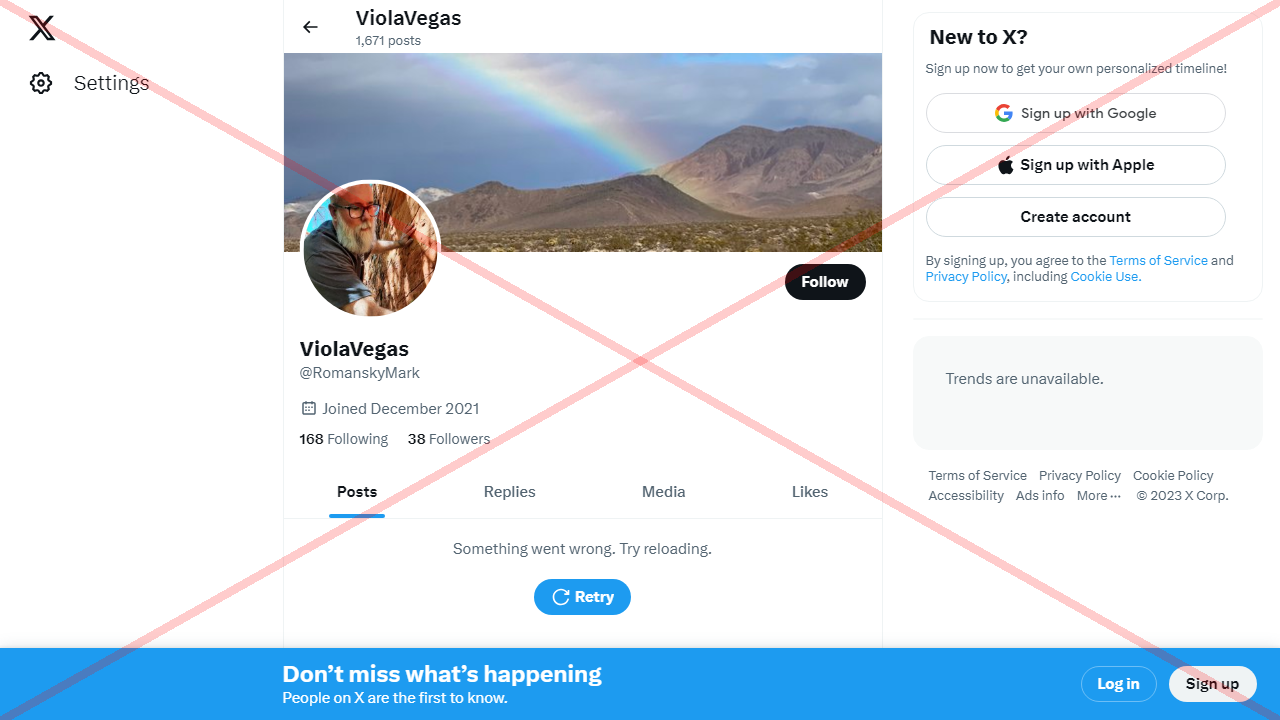 Settings
ViolaVegas
1,671 posts
Follow
ViolaVegas
@RomanskyMark
Joined December 2021
168 Following 38 Followers
Posts Replies Media Likes
Something went wrong. Try reloading.
Retry
New to X?
Sign up now to get your own personalized timeline!
Sign up with Google
Sign up with Apple
Create account
By signing up, you agree to the Terms of Service and
Privacy Policy, including Cookie Use.
Trends are unavailable.
Terms of Service Privacy Policy Cookie Policy
Accessibility Ads info More ··· © 2023 X Corp.
Don’t miss what’s happening
People on X are the first to know.
Log in Sign up